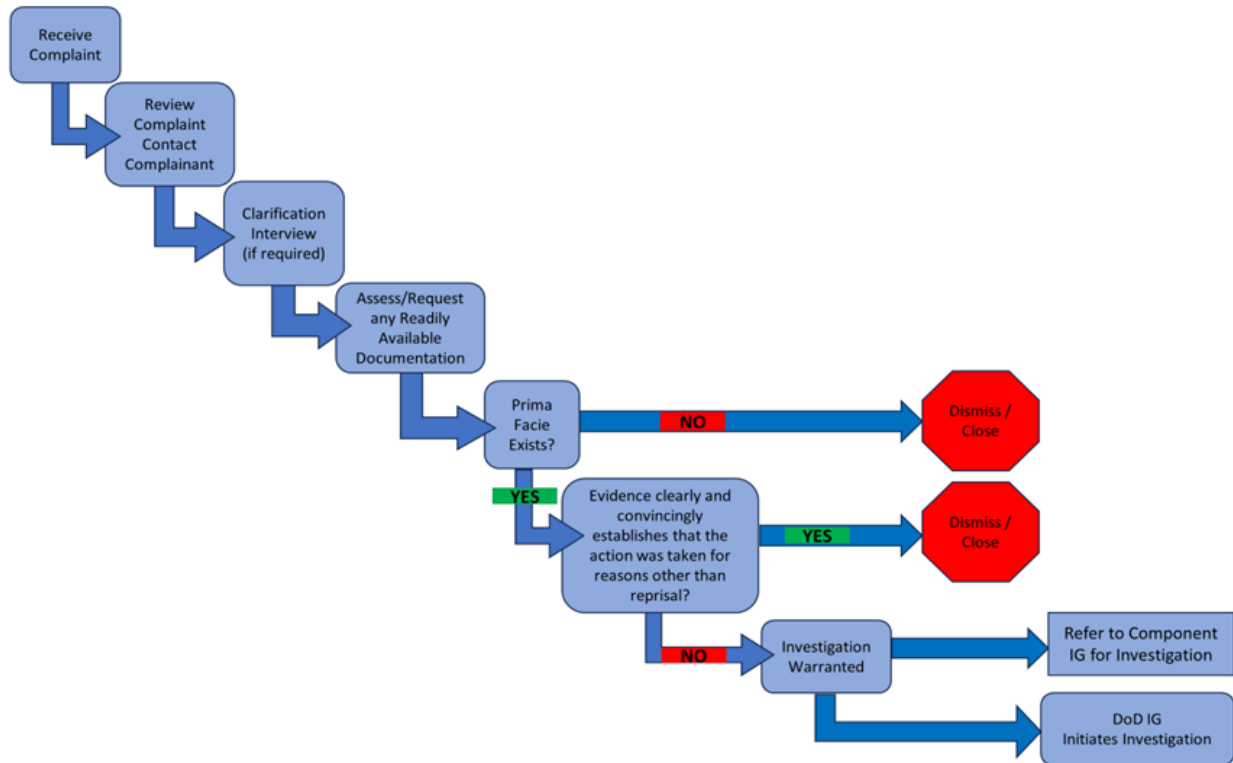 Receive
Complaint
Review
Complaint
Contact
Complainant
Clarification
Interview
(if required)
Assess/Request
any Readily
Available
Documentation
Prima
Facie
Exists?
NO
Dismiss /
Close
YES
Evidence clearly and
convincingly
establishes that the
action was taken for
reasons other than
reprisal?
YES
Dismiss /
Close
NO
Investigation
Warranted
Refer to Component
IG for Investigation
DoD IG
Initiates Investigation